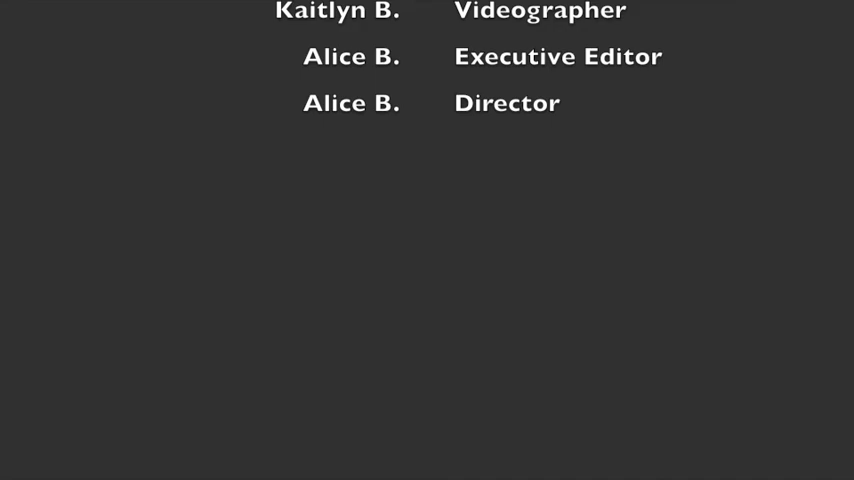 Kaitlyn B. Videographer
Alice B. Executive Editor
Alice B. Director